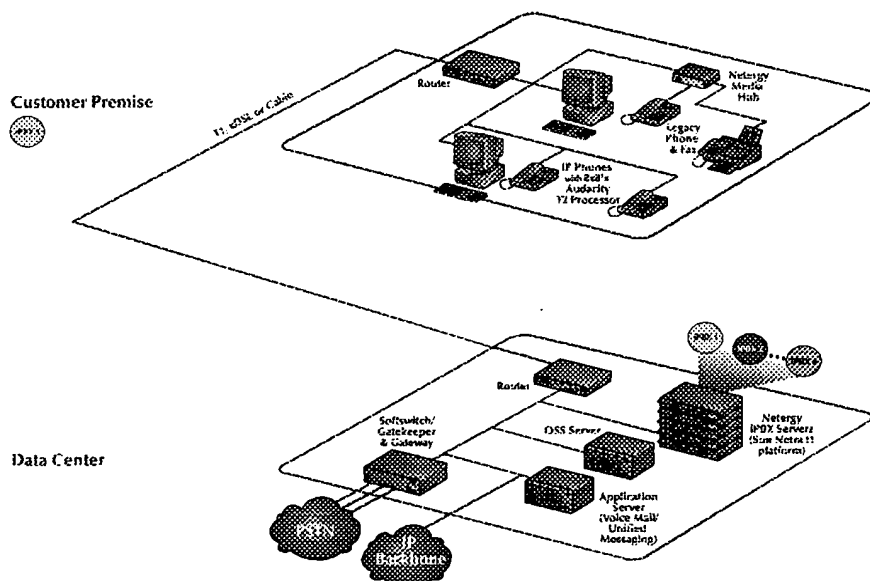 Customer Premise
T1, xDSL or Cable
Router
Netergy
Media
Hub
Legacy
Phone
& Fax
IP Phones
with 8x8's
Audacity
T2 Processor
Data Center
Router
Softswitch/
Gatekeeper
& Gateway
OSS Server
Netergy
iPBX Servers
(Sun Netra t1
platform)
Application
Server
(Voice Mail/
Unified
Messaging)
PSTN
IP
Backbone